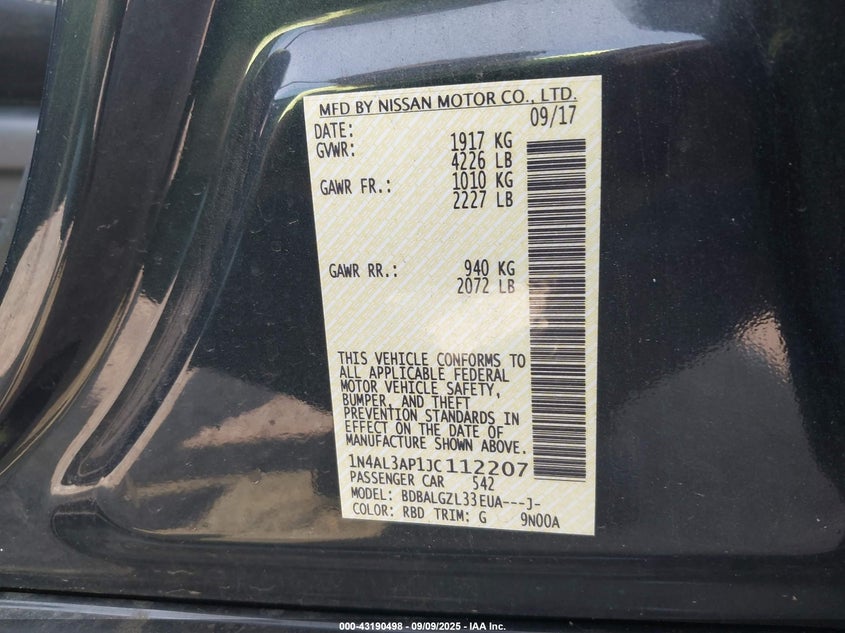 MFD BY NISSAN MOTOR CO., LTD.
DATE: 09/17
GVWR: 1917 KG
4226 LB
GAWR FR.: 1010 KG
2227 LB
GAWR RR.: 940 KG
2072 LB
THIS VEHICLE CONFORMS TO
ALL APPLICABLE FEDERAL
MOTOR VEHICLE SAFETY,
BUMPER, AND THEFT
PREVENTION STANDARDS IN
EFFECT ON THE DATE OF
MANUFACTURE SHOWN ABOVE.
1N4AL3AP1JC112207
PASSENGER CAR 542
MODEL: BDBALGZL33EUA---J-
COLOR: RBD TRIM: G 9N00A
000-43190498 - 09/09/2025 - IAA Inc.